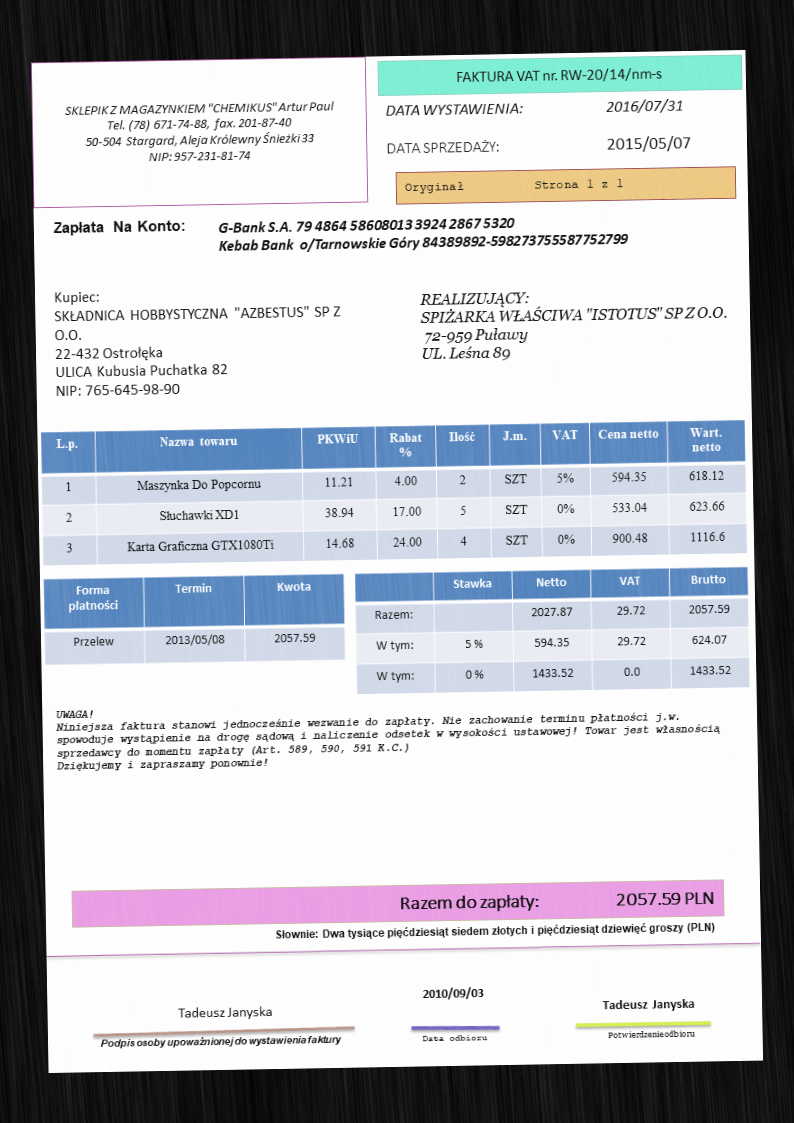 SKLEPIK Z MAGAZYNKIEM "CHEMIKUS" Artur Paul
Tel. (78) 671-74-88, fax. 201-87-40
50-504 Stargard, Aleja Królewny Śnieżki 33
NIP: 957-231-81-74
FAKTURA VAT nr. RW-20/14/nm-s
DATA WYSTAWIENIA: 2016/07/31
DATA SPRZEDAŻY: 2015/05/07
Oryginał Strona 1 z 1
Zapłata Na Konto: G-Bank S.A. 79 4864 58608013 3924 2867 5320
Kebab Bank o/Tarnowskie Góry 84389892-598273755587752799
Kupiec:
SKŁADNICA HOBBYSTYCZNA "AZBESTUS" SP Z
O.O.
22-432 Ostrołęka
ULICA Kubusia Puchatka 82
NIP: 765-645-98-90
REALIZUJĄCY:
SPIŻARKA WŁAŚCIWA "ISTOTUS" SP Z O.O.
72-959 Puławy
UL. Leśna 89
L.p. Nazwa towaru PKWiU Rabat % Ilość J.m. VAT Cena netto Wart. netto
1 Maszynka Do Popcornu 11.21 4.00 2 SZT 5% 594.35 618.12
2 Słuchawki XD1 38.94 17.00 5 SZT 0% 533.04 623.66
3 Karta Graficzna GTX1080Ti 14.68 24.00 4 SZT 0% 900.48 1116.6
Forma płatności Termin Kwota
Przelew 2013/05/08 2057.59
Stawka Netto VAT Brutto
Razem: 2027.87 29.72 2057.59
W tym: 5 % 594.35 29.72 624.07
W tym: 0 % 1433.52 0.0 1433.52
UWAGA!
Niniejsza faktura stanowi jednocześnie wezwanie do zapłaty. Nie zachowanie terminu płatności j.w.
spowoduje wystąpienie na drogę sądową i naliczenie odsetek w wysokości ustawowej! Towar jest własnością
sprzedawcy do momentu zapłaty (Art. 589, 590, 591 K.C.)
Dziękujemy i zapraszamy ponownie!
Razem do zapłaty: 2057.59 PLN
Słownie: Dwa tysiące pięćdziesiąt siedem złotych i pięćdziesiąt dziewięć groszy (PLN)
Tadeusz Janyska
Podpis osoby upoważnionej do wystawienia faktury
2010/09/03
Data odbioru
Tadeusz Janyska
Potwierdzenie odbioru